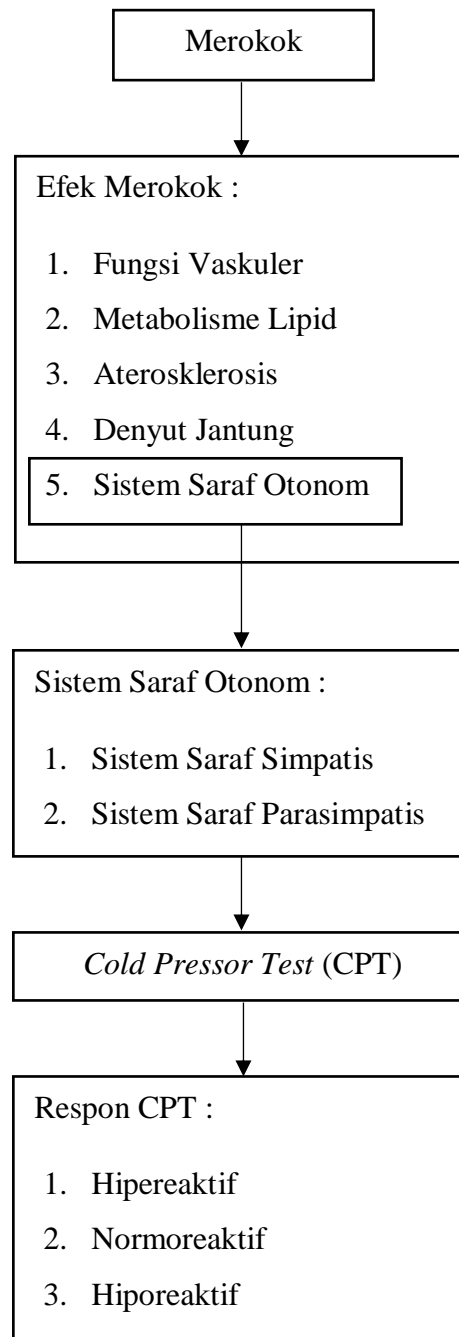 Merokok
Efek Merokok :
1. Fungsi Vaskuler
2. Metabolisme Lipid
3. Aterosklerosis
4. Denyut Jantung
5. Sistem Saraf Otonom
Sistem Saraf Otonom :
1. Sistem Saraf Simpatis
2. Sistem Saraf Parasimpatis
Cold Pressor Test (CPT)
Respon CPT :
1. Hipereaktif
2. Normoreaktif
3. Hiporeaktif